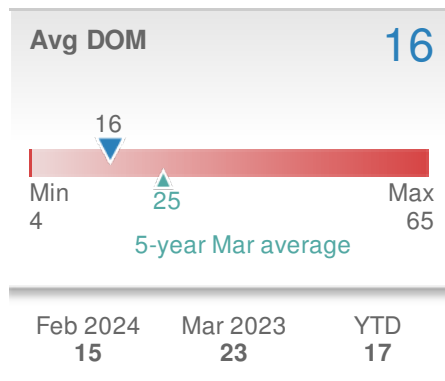 Avg DOM 16
16
Min Max
4 25 65
5-year Mar average
Feb 2024 Mar 2023 YTD
15 23 17